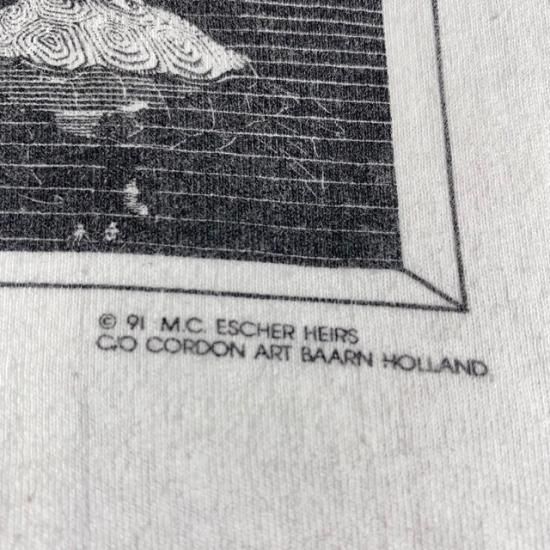 © 91 M.C. ESCHER HEIRS
C/O CORDON ART BAARN HOLLAND